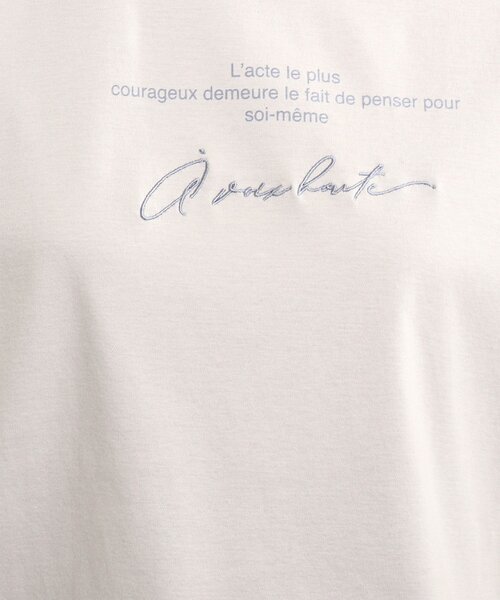 L'acte le plus
courageux demeure le fait de penser pour
soi-même
À voix haute